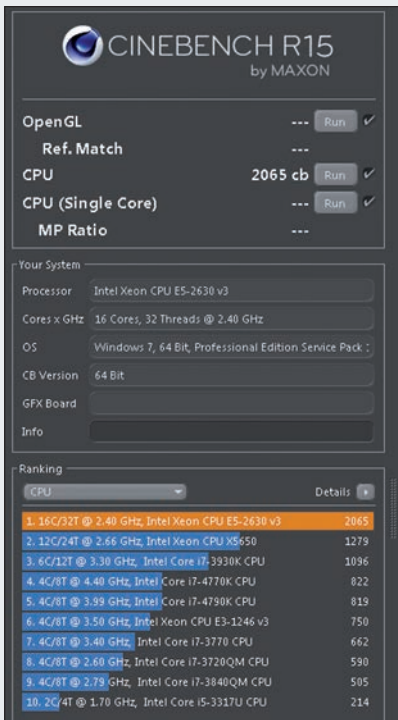 CINEBENCH R15
by MAXON
OpenGL --- Run
Ref. Match ---
CPU 2065 cb Run
CPU (Single Core) --- Run
MP Ratio ---
Your System
Processor Intel Xeon CPU E5-2630 v3
Cores x GHz 16 Cores, 32 Threads @ 2.40 GHz
OS Windows 7, 64 Bit, Professional Edition Service Pack
CB Version 64 Bit
GFX Board
Info
Ranking
CPU Details
1. 16C/32T @ 2.40 GHz, Intel Xeon CPU E5-2630 v3 2065
2. 12C/24T @ 2.66 GHz, Intel Xeon CPU X5650 1279
3. 6C/12T @ 3.30 GHz, Intel Core i7-3930K CPU 1096
4. 4C/8T @ 4.40 GHz, Intel Core i7-4770K CPU 822
5. 4C/8T @ 3.99 GHz, Intel Core i7-4790K CPU 819
6. 4C/8T @ 3.50 GHz, Intel Xeon CPU E3-1246 v3 750
7. 4C/8T @ 3.40 GHz, Intel Core i7-3770 CPU 662
8. 4C/8T @ 2.60 GHz, Intel Core i7-3720QM CPU 590
9. 4C/8T @ 2.79 GHz, Intel Core i7-3840QM CPU 505
10. 2C/4T @ 1.70 GHz, Intel Core i5-3317U CPU 214